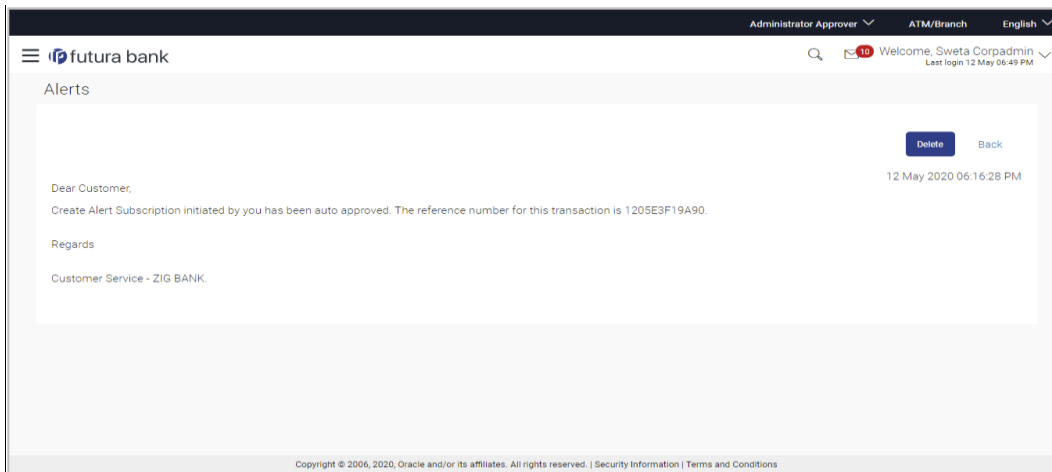 Administrator Approver ATM/Branch English
futura bank 10 Welcome, Sweta Corpadmin
Last login 12 May 06:49 PM
Alerts
Delete Back
12 May 2020 06:16:28 PM
Dear Customer,
Create Alert Subscription initiated by you has been auto approved. The reference number for this transaction is 1205E3F19A90.
Regards
Customer Service - ZIG BANK.
Copyright © 2006, 2020, Oracle and/or its affiliates. All rights reserved. | Security Information | Terms and Conditions